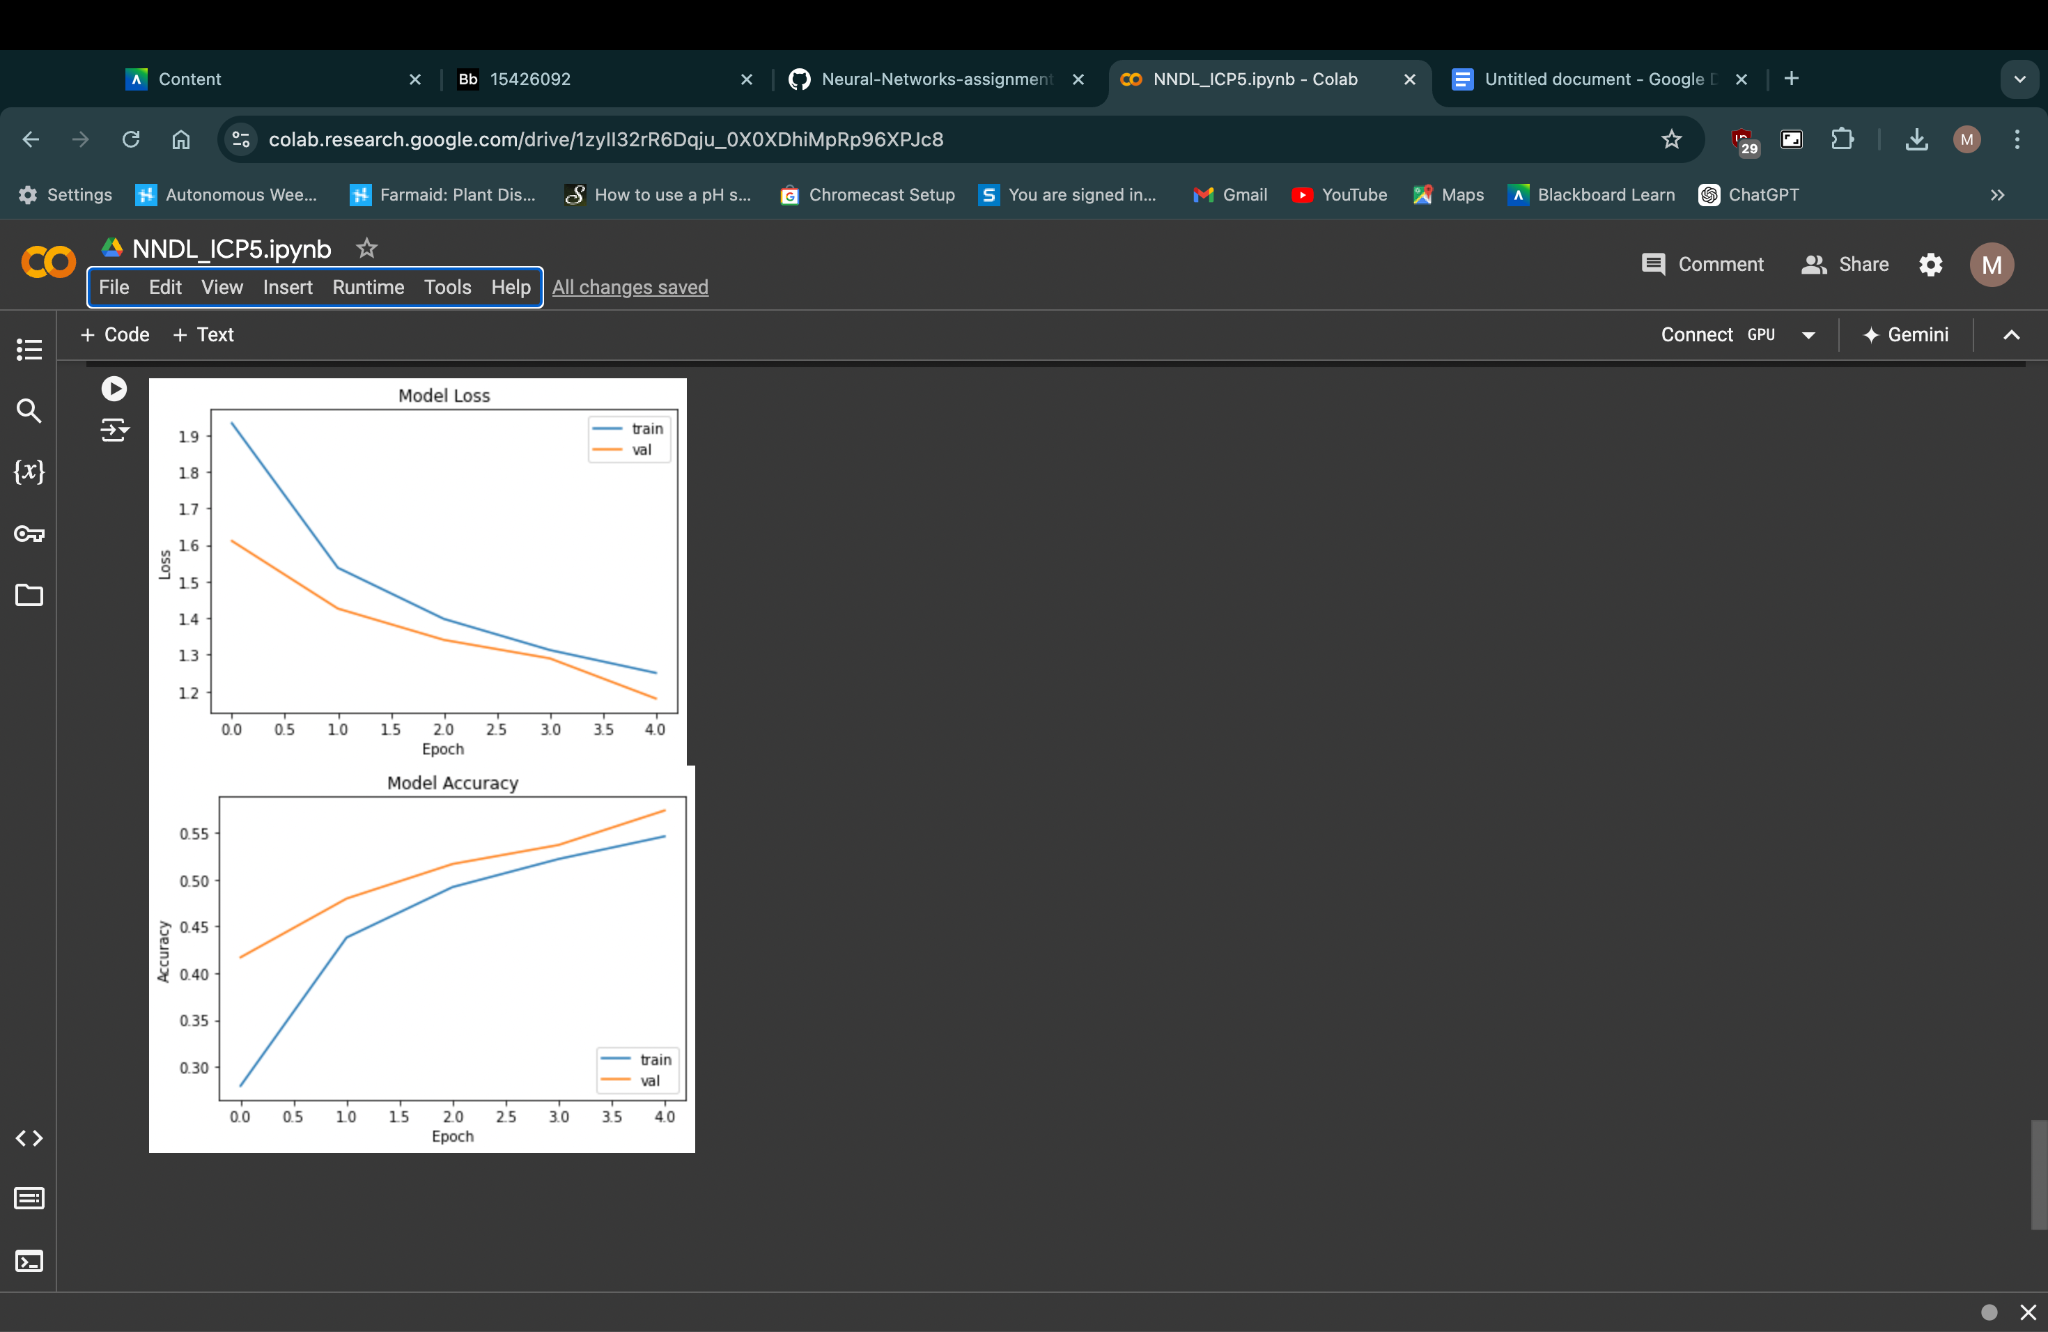 Content
Bb 15426092
Neural-Networks-assignment
NNDL_ICP5.ipynb - Colab
Untitled document - Google D
colab.research.google.com/drive/1zyII32rR6Dqju_0X0XDhiMpRp96XPJc8
29
M
Settings
Autonomous Wee...
Farmaid: Plant Dis...
How to use a pH s...
Chromecast Setup
You are signed in...
Gmail
YouTube
Maps
Blackboard Learn
ChatGPT
NNDL_ICP5.ipynb
Comment
Share
M
File Edit View Insert Runtime Tools Help All changes saved
+ Code + Text
Connect GPU
Gemini
{x}
Model Loss
train
val
1.9
1.8
1.7
1.6
1.5
1.4
1.3
1.2
Loss
0.0 0.5 1.0 1.5 2.0 2.5 3.0 3.5 4.0
Epoch
Model Accuracy
0.55
0.50
0.45
0.40
0.35
0.30
Accuracy
train
val
0.0 0.5 1.0 1.5 2.0 2.5 3.0 3.5 4.0
Epoch